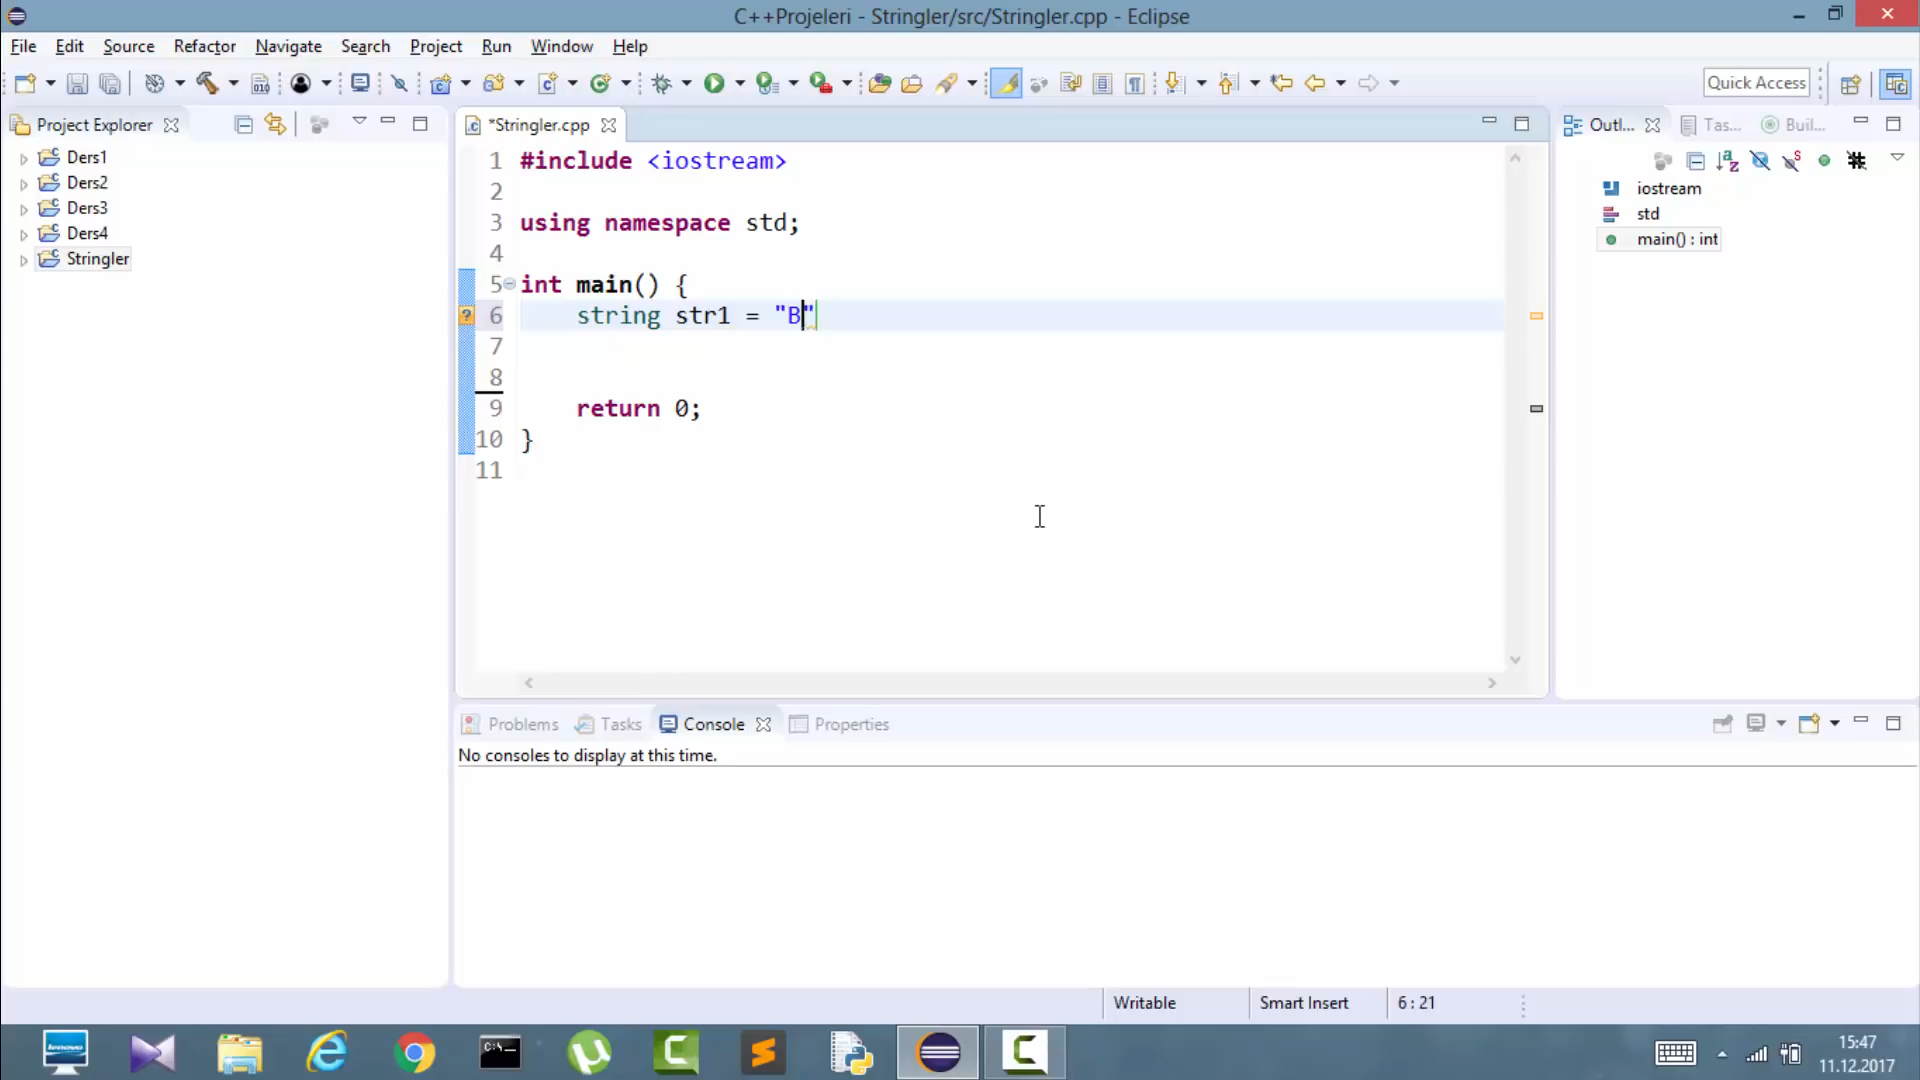 C++Projeleri - Stringler/src/Stringler.cpp - Eclipse
File Edit Source Refactor Navigate Search Project Run Window Help
Quick Access
Project Explorer
Ders1
Ders2
Ders3
Ders4
Stringler
*Stringler.cpp
1 #include <iostream>
2
3 using namespace std;
4
5 int main() {
6 string str1 = "B"
7
8
9 return 0;
10 }
11
Outl... Tas... Buil...
iostream
std
main() : int
Problems Tasks Console Properties
No consoles to display at this time.
Writable Smart Insert 6 : 21
15:47
11.12.2017